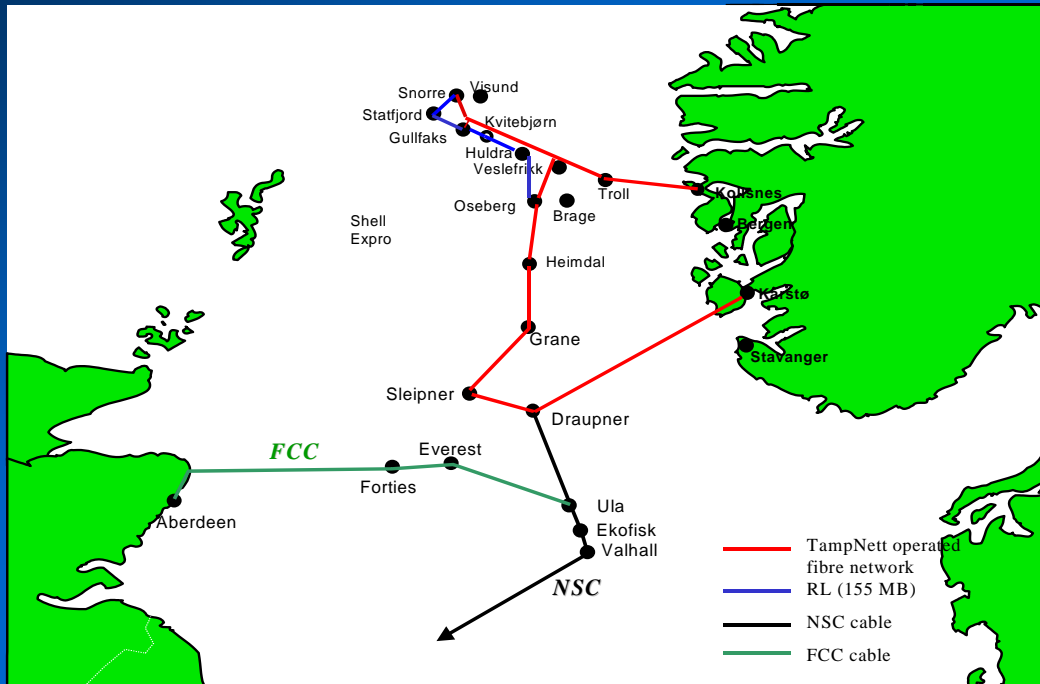 Snorre
Visund
Statfjord
Kvitebjørn
Gullfaks
Huldra
Veslefrikk
Troll
Kollsnes
Oseberg
Brage
Shell
Expro
Bergen
Heimdal
Kårstø
Grane
Stavanger
Sleipner
Draupner
FCC
Everest
Forties
Ula
Aberdeen
Ekofisk
Valhall
NSC
TampNett operated
fibre network
RL (155 MB)
NSC cable
FCC cable